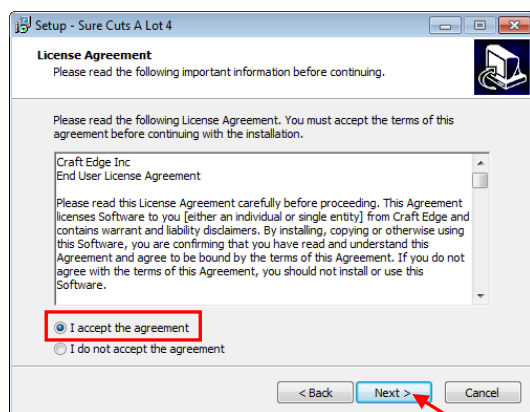 Setup - Sure Cuts A Lot 4
License Agreement
Please read the following important information before continuing.
Please read the following License Agreement. You must accept the terms of this
agreement before continuing with the installation.
Craft Edge Inc
End User License Agreement
Please read this License Agreement carefully before proceeding. This Agreement
licenses Software to you [either an individual or single entity] from Craft Edge and
contains warrant and liability disclaimers. By installing, copying or otherwise using
this Software, you are confirming that you have read and understand this
Agreement and agree to be bound by the terms of this Agreement. If you do not
agree with the terms of this Agreement, you should not install or use this
Software.
I accept the agreement
I do not accept the agreement
< Back Next > Cancel